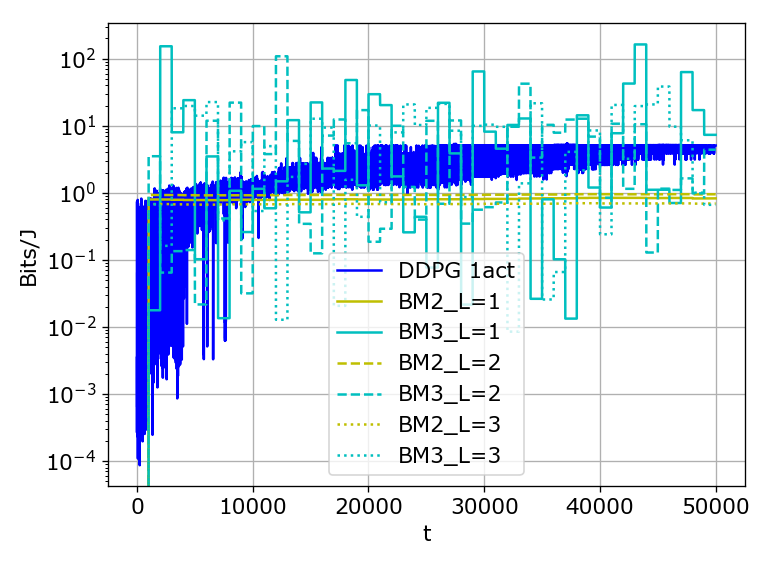 Bits/J
10²
10¹
10⁰
10⁻¹
10⁻²
10⁻³
10⁻⁴
DDPG 1act
BM2_L=1
BM3_L=1
BM2_L=2
BM3_L=2
BM2_L=3
BM3_L=3
0 10000 20000 30000 40000 50000
t